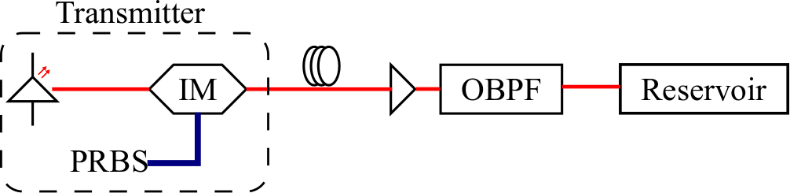 Transmitter
IM
OBPF
Reservoir
PRBS